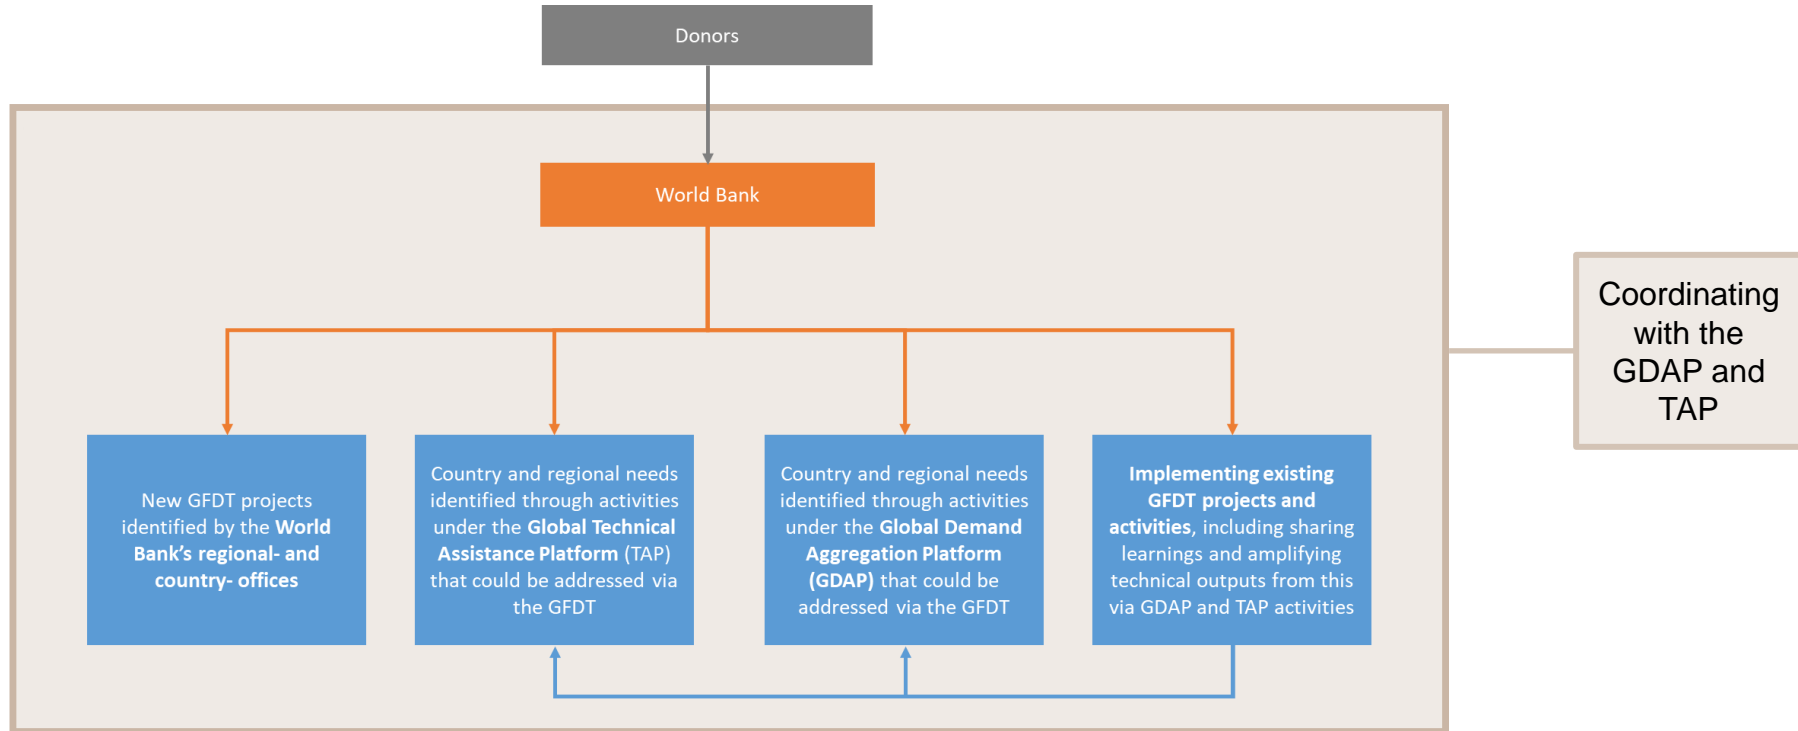 Donors
World Bank
New GFDT projects
identified by the World
Bank's regional- and
country- offices
Country and regional needs
identified through activities
under the Global Technical
Assistance Platform (TAP)
that could be addressed via
the GFDT
Country and regional needs
identified through activities
under the Global Demand
Aggregation Platform
(GDAP) that could be
addressed via the GFDT
Implementing existing
GFDT projects and
activities, including sharing
learnings and amplifying
technical outputs from this
via GDAP and TAP activities
Coordinating
with the
GDAP and
TAP